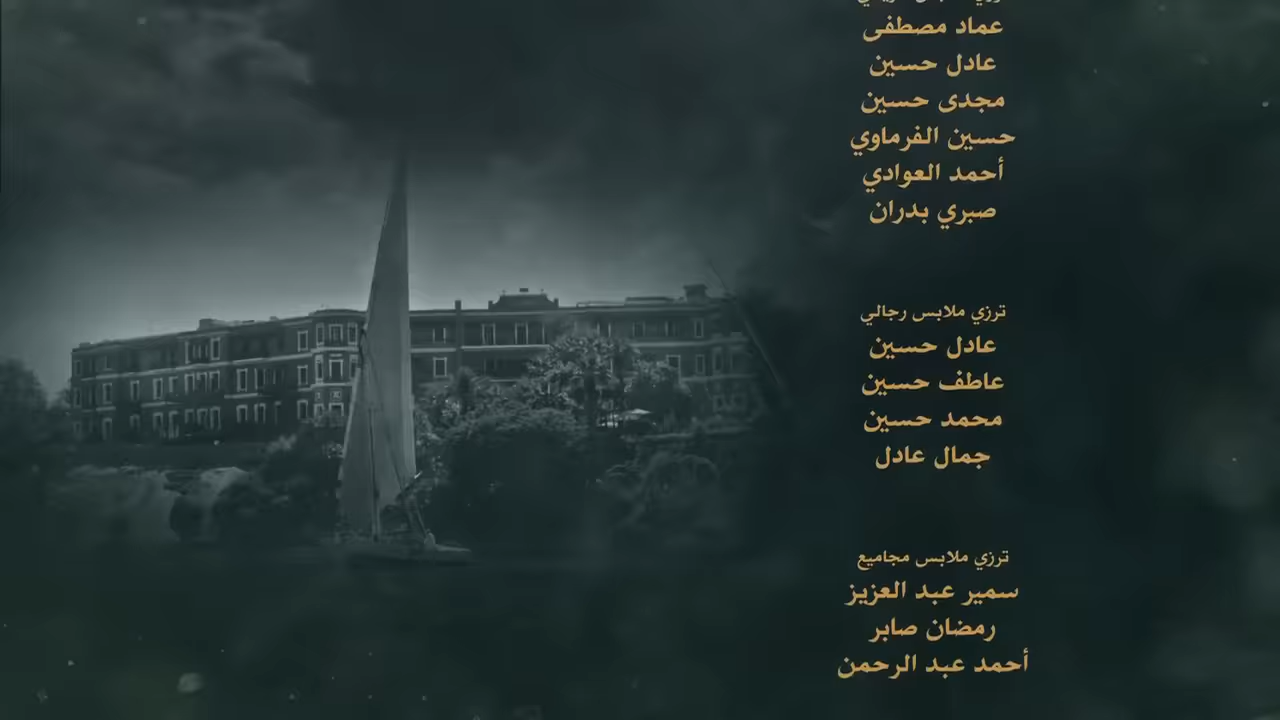 عماد مصطفى
عادل حسين
مجدى حسين
حسين الفرماوي
أحمد العوادي
صبري بدران
ترزي ملابس رجالي
عادل حسين
عاطف حسين
محمد حسين
جمال عادل
ترزي ملابس مجاميع
سمير عبد العزيز
رمضان صابر
أحمد عبد الرحمن